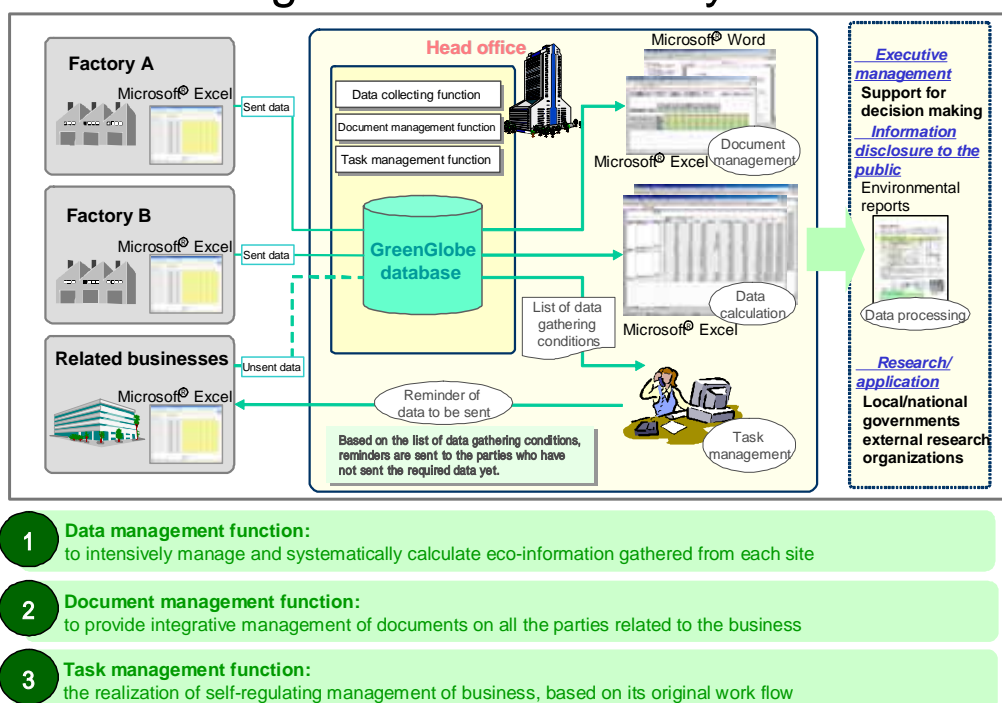 Head office
Factory A
Microsoft® Excel
Sent data
Factory B
Microsoft® Excel
Sent data
Related businesses
Unsent data
Microsoft® Excel
Data collecting function
Document management function
Task management function
GreenGlobe
database
Microsoft® Word
Document
management
Microsoft® Excel
Data
calculation
Microsoft® Excel
List of data
gathering
conditions
Reminder of
data to be sent
Task
management
Based on the list of data gathering conditions,
reminders are sent to the parties who have
not sent the required data yet.
Executive
management
Support for
decision making
Information
disclosure to the
public
Environmental
reports
Data processing
Research/
application
Local/national
governments
external research
organizations
1
Data management function:
to intensively manage and systematically calculate eco-information gathered from each site
2
Document management function:
to provide integrative management of documents on all the parties related to the business
3
Task management function:
the realization of self-regulating management of business, based on its original work flow